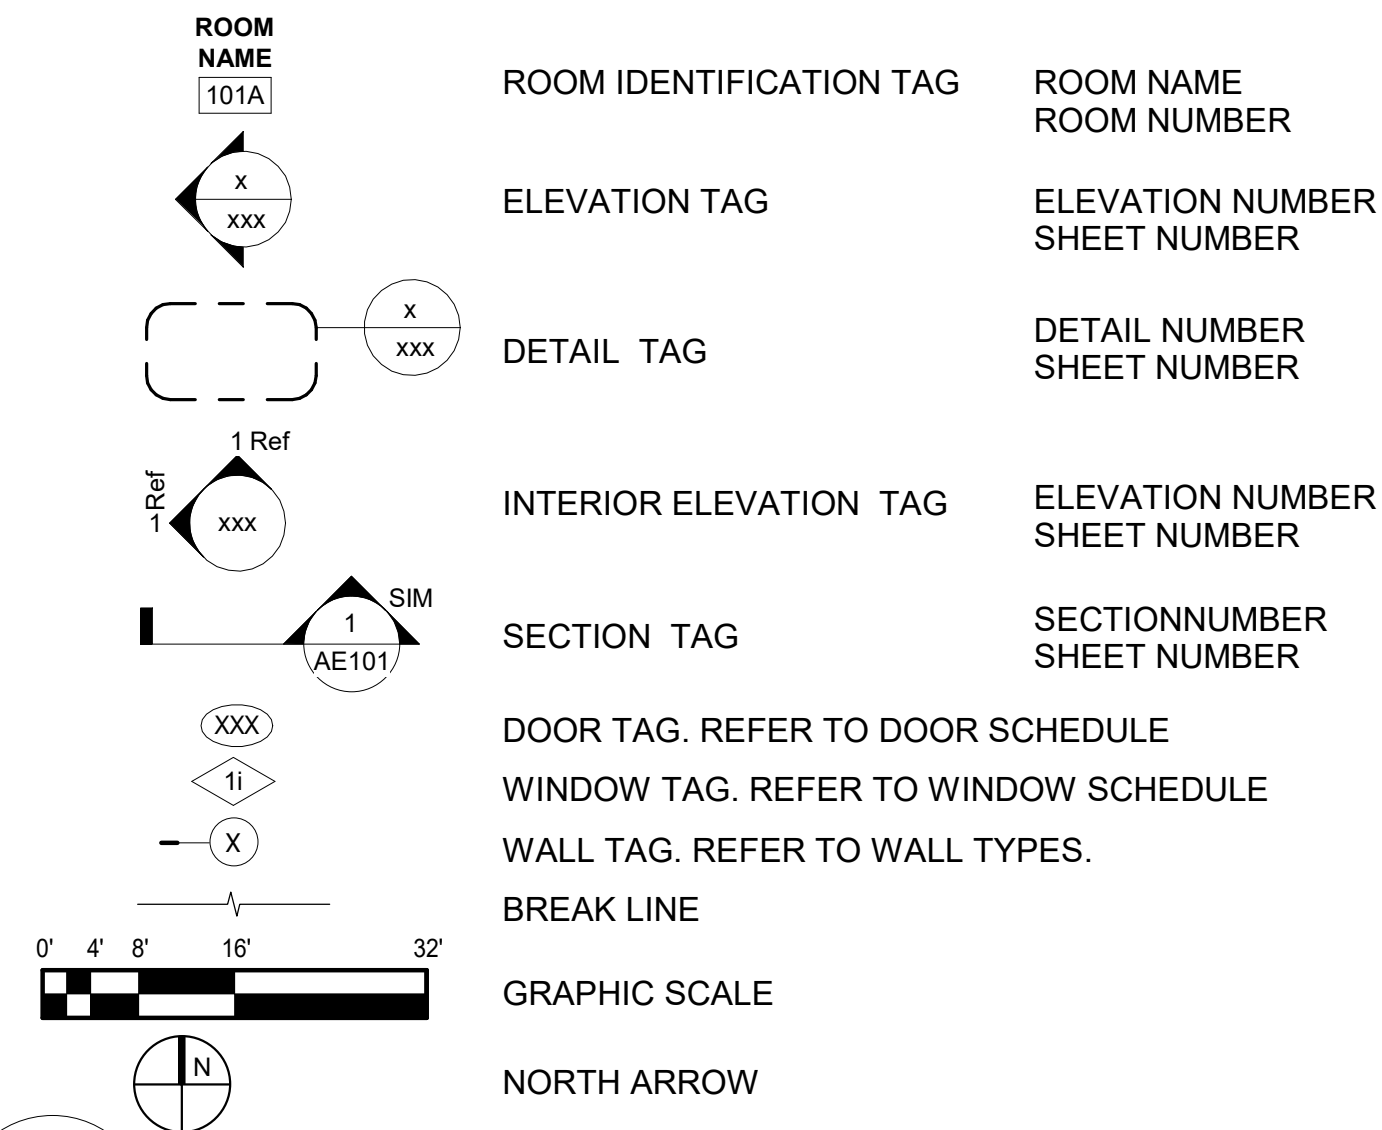 ROOM
NAME
101A
ROOM IDENTIFICATION TAG
ROOM NAME
ROOM NUMBER
x
xxx
ELEVATION TAG
ELEVATION NUMBER
SHEET NUMBER
x
xxx
DETAIL TAG
DETAIL NUMBER
SHEET NUMBER
1 Ref
1 Ref
xxx
INTERIOR ELEVATION TAG
ELEVATION NUMBER
SHEET NUMBER
SIM
1
AE101
SECTION TAG
SECTIONNUMBER
SHEET NUMBER
XXX
DOOR TAG. REFER TO DOOR SCHEDULE
1i
WINDOW TAG. REFER TO WINDOW SCHEDULE
X
WALL TAG. REFER TO WALL TYPES.
BREAK LINE
0' 4' 8' 16' 32'
GRAPHIC SCALE
N
NORTH ARROW